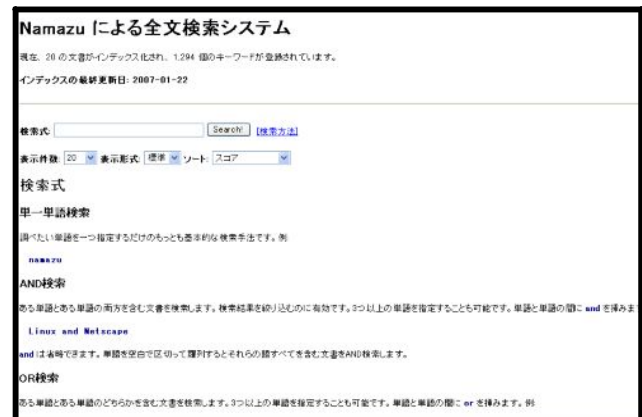 Namazu による全文検索システム
現在、20 の文書がインデックス化され、1,294 個のキーワードが登録されています。
インデックスの最終更新日: 2007-01-22
検索式: Search! [検索方法]
表示件数: 20 表示形式: 標準 ソート: スコア
検索式
単一単語検索
調べたい単語を一つ指定するだけのもっとも基本的な検索手法です。例:
namazu
AND検索
ある単語とある単語の両方を含む文書を検索します。検索結果を絞り込むのに有効です。3つ以上の単語を指定することも可能です。単語と単語の間に and を挿みます
Linux and Netscape
and は省略できます。単語を空白で区切って羅列するとそれらの語すべてを含む文書をAND検索します。
OR検索
ある単語とある単語のどちらかを含む文書を検索します。3つ以上の単語を指定することも可能です。単語と単語の間に or を挿みます。例: